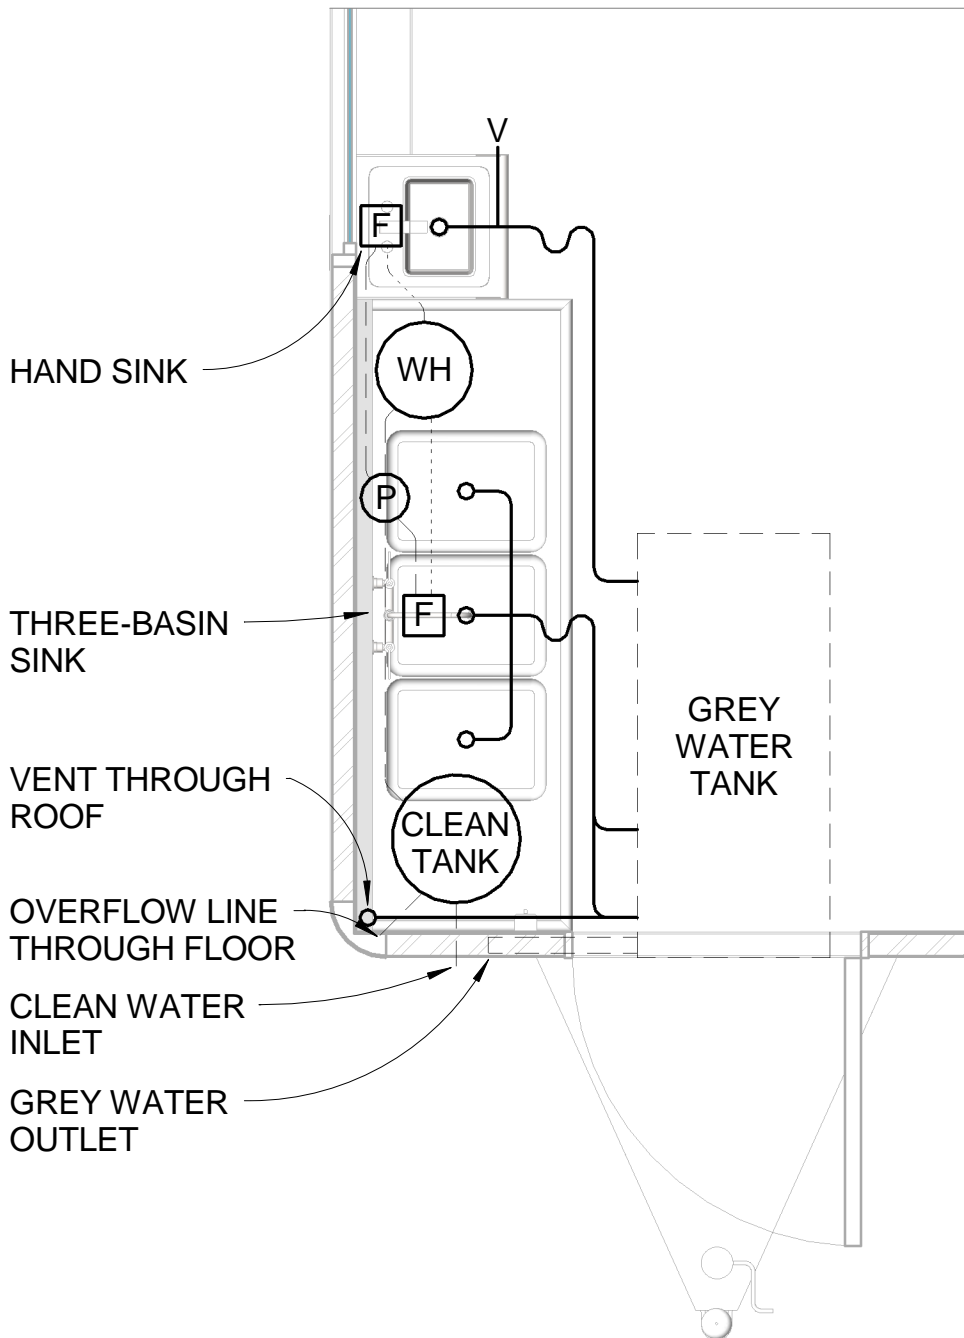 V
F
HAND SINK
WH
P
THREE-BASIN
SINK
F
GREY
WATER
TANK
VENT THROUGH
ROOF
CLEAN
TANK
OVERFLOW LINE
THROUGH FLOOR
CLEAN WATER
INLET
GREY WATER
OUTLET